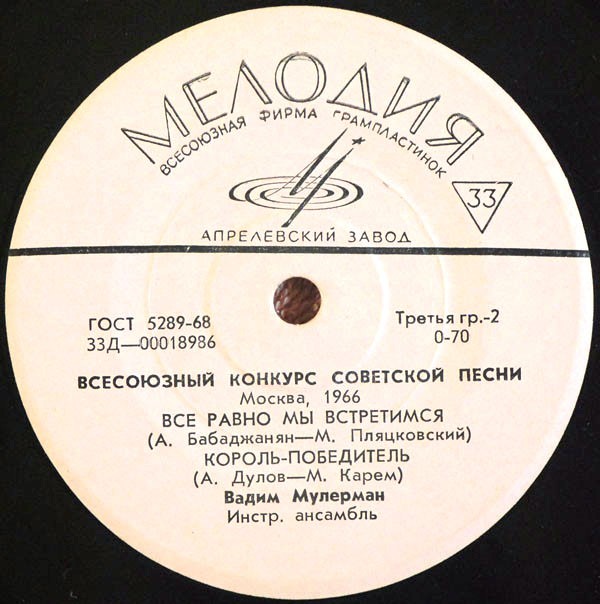 МЕЛОДИЯ
ВСЕСОЮЗНАЯ ФИРМА ГРАМПЛАСТИНОК
33
АПРЕЛЕВСКИЙ ЗАВОД
ГОСТ 5289-68
33Д—00018986
Третья гр.-2
0-70
ВСЕСОЮЗНЫЙ КОНКУРС СОВЕТСКОЙ ПЕСНИ
Москва, 1966
ВСЕ РАВНО МЫ ВСТРЕТИМСЯ
(А. Бабаджанян—М. Пляцковский)
КОРОЛЬ-ПОБЕДИТЕЛЬ
(А. Дулов—М. Карем)
Вадим Мулерман
Инстр. ансамбль